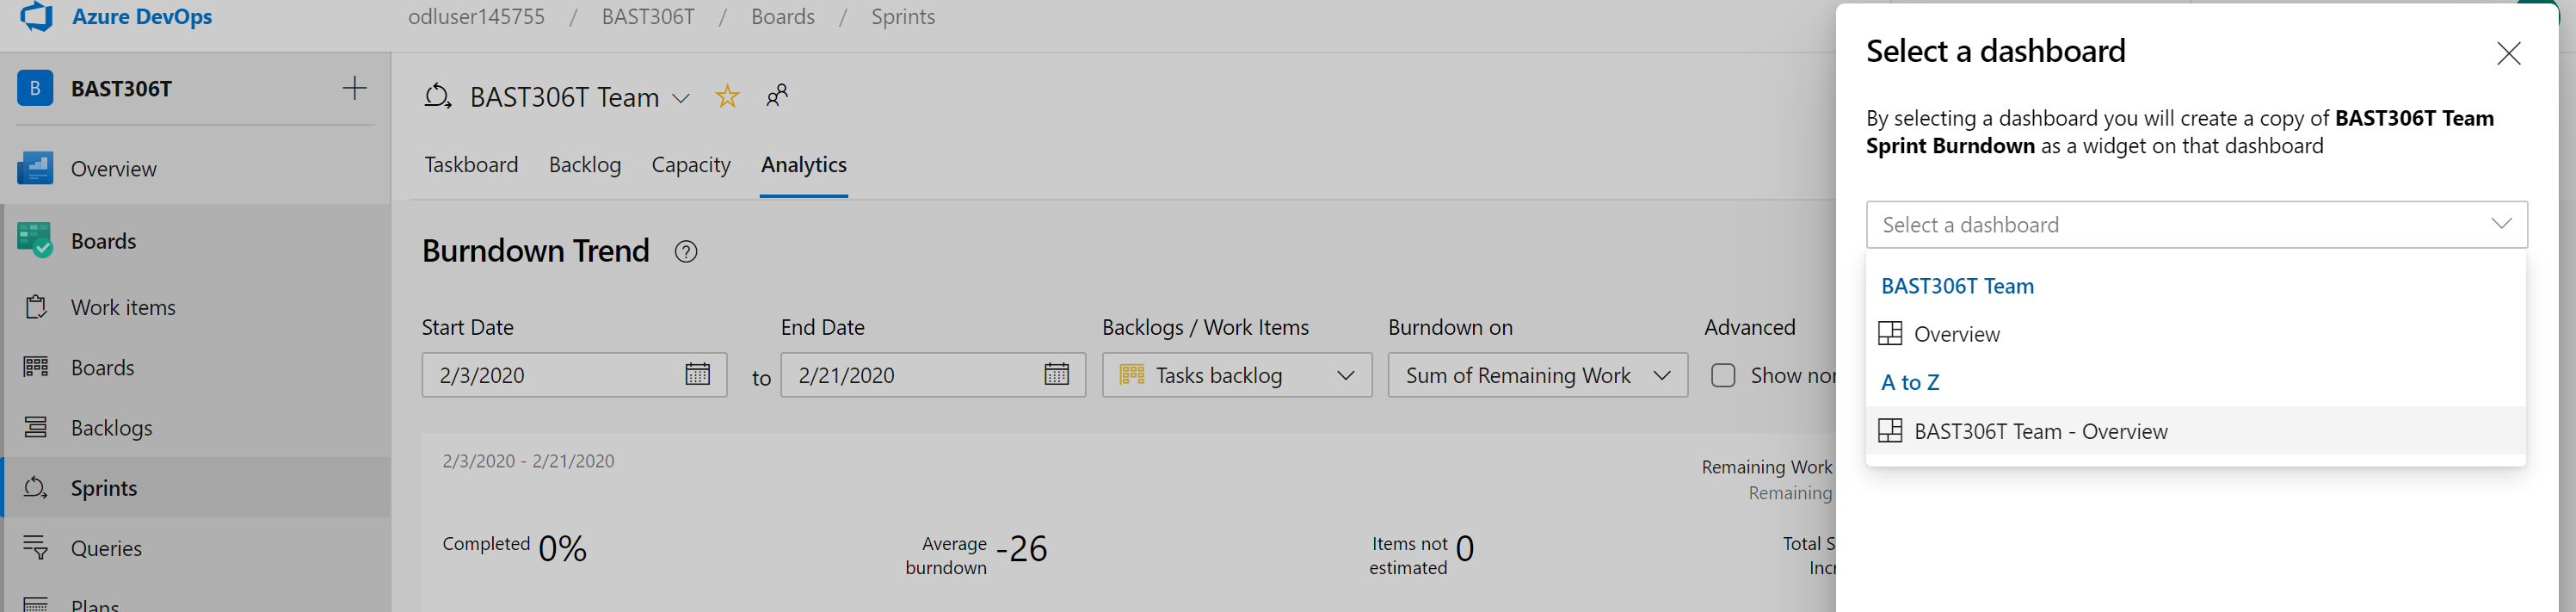 Azure DevOps
odluser145755 / BAST306T / Boards / Sprints
B BAST306T
Overview
Boards
Work items
Boards
Backlogs
Sprints
Queries
Plans
BAST306T Team
Taskboard Backlog Capacity Analytics
Burndown Trend ?
Start Date End Date Backlogs / Work Items Burndown on Advanced
2/3/2020 to 2/21/2020 Tasks backlog Sum of Remaining Work Show
2/3/2020 - 2/21/2020
Remaining Work
Remaining
Completed 0%
Average burndown -26
Items not estimated 0
Total
Select a dashboard
By selecting a dashboard you will create a copy of BAST306T Team
Sprint Burndown as a widget on that dashboard
Select a dashboard
BAST306T Team
Overview
A to Z
BAST306T Team - Overview